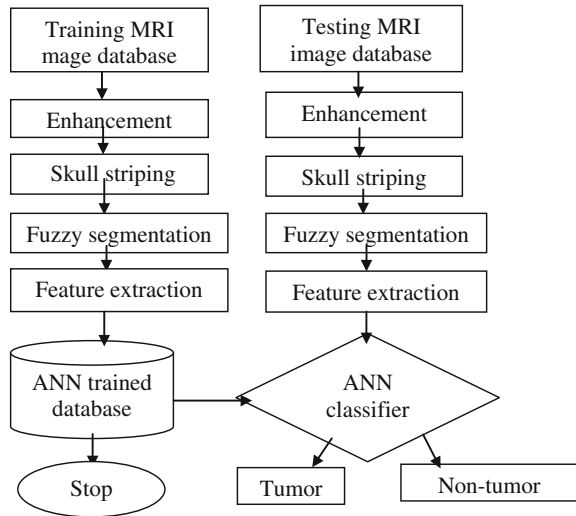 Training MRI
mage database
Enhancement
Skull striping
Fuzzy segmentation
Feature extraction
ANN trained
database
Stop
Testing MRI
image database
Enhancement
Skull striping
Fuzzy segmentation
Feature extraction
ANN
classifier
Tumor
Non-tumor